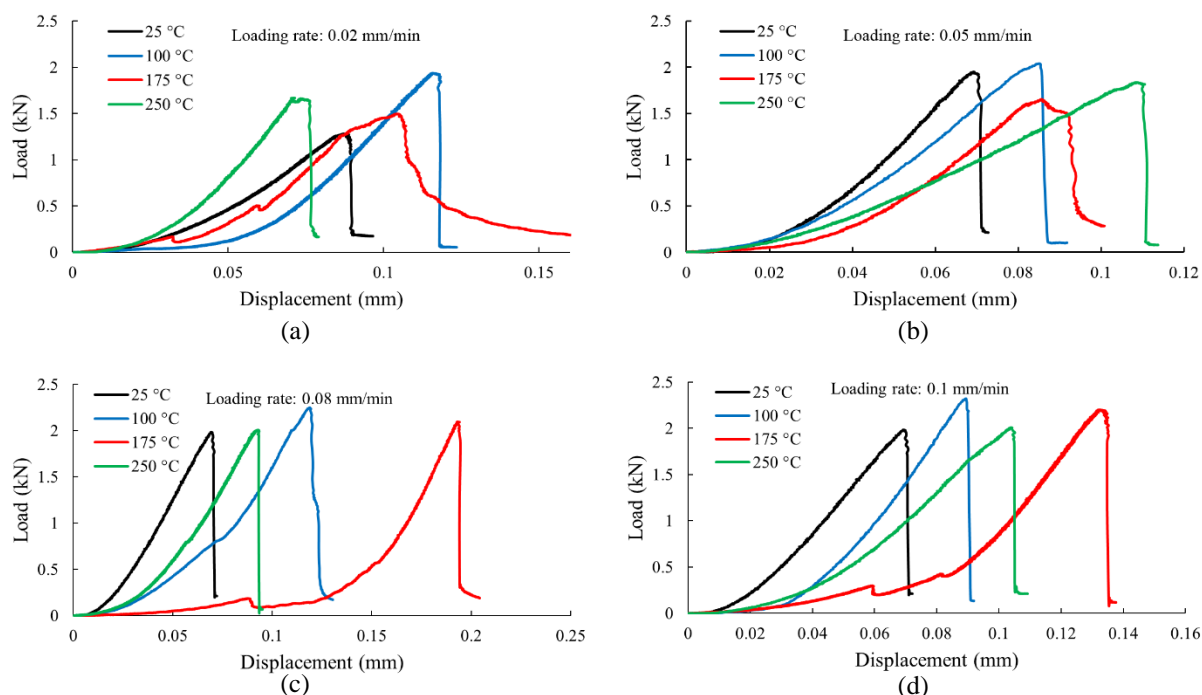 2.5
2
1.5
1
0.5
0
Load (kN)
25 °C
100 °C
175 °C
250 °C
Loading rate: 0.02 mm/min
0 0.05 0.1 0.15
Displacement (mm)
(a)
2.5
2
1.5
1
0.5
0
Load (kN)
25 °C
100 °C
175 °C
250 °C
Loading rate: 0.05 mm/min
0 0.02 0.04 0.06 0.08 0.1 0.12
Displacement (mm)
(b)
2.5
2
1.5
1
0.5
0
Load (kN)
25 °C
100 °C
175 °C
250 °C
Loading rate: 0.08 mm/min
0 0.05 0.1 0.15 0.2 0.25
Displacement (mm)
(c)
2.5
2
1.5
1
0.5
0
Load (kN)
25 °C
100 °C
175 °C
250 °C
Loading rate: 0.1 mm/min
0 0.02 0.04 0.06 0.08 0.1 0.12 0.14 0.16
Displacement (mm)
(d)